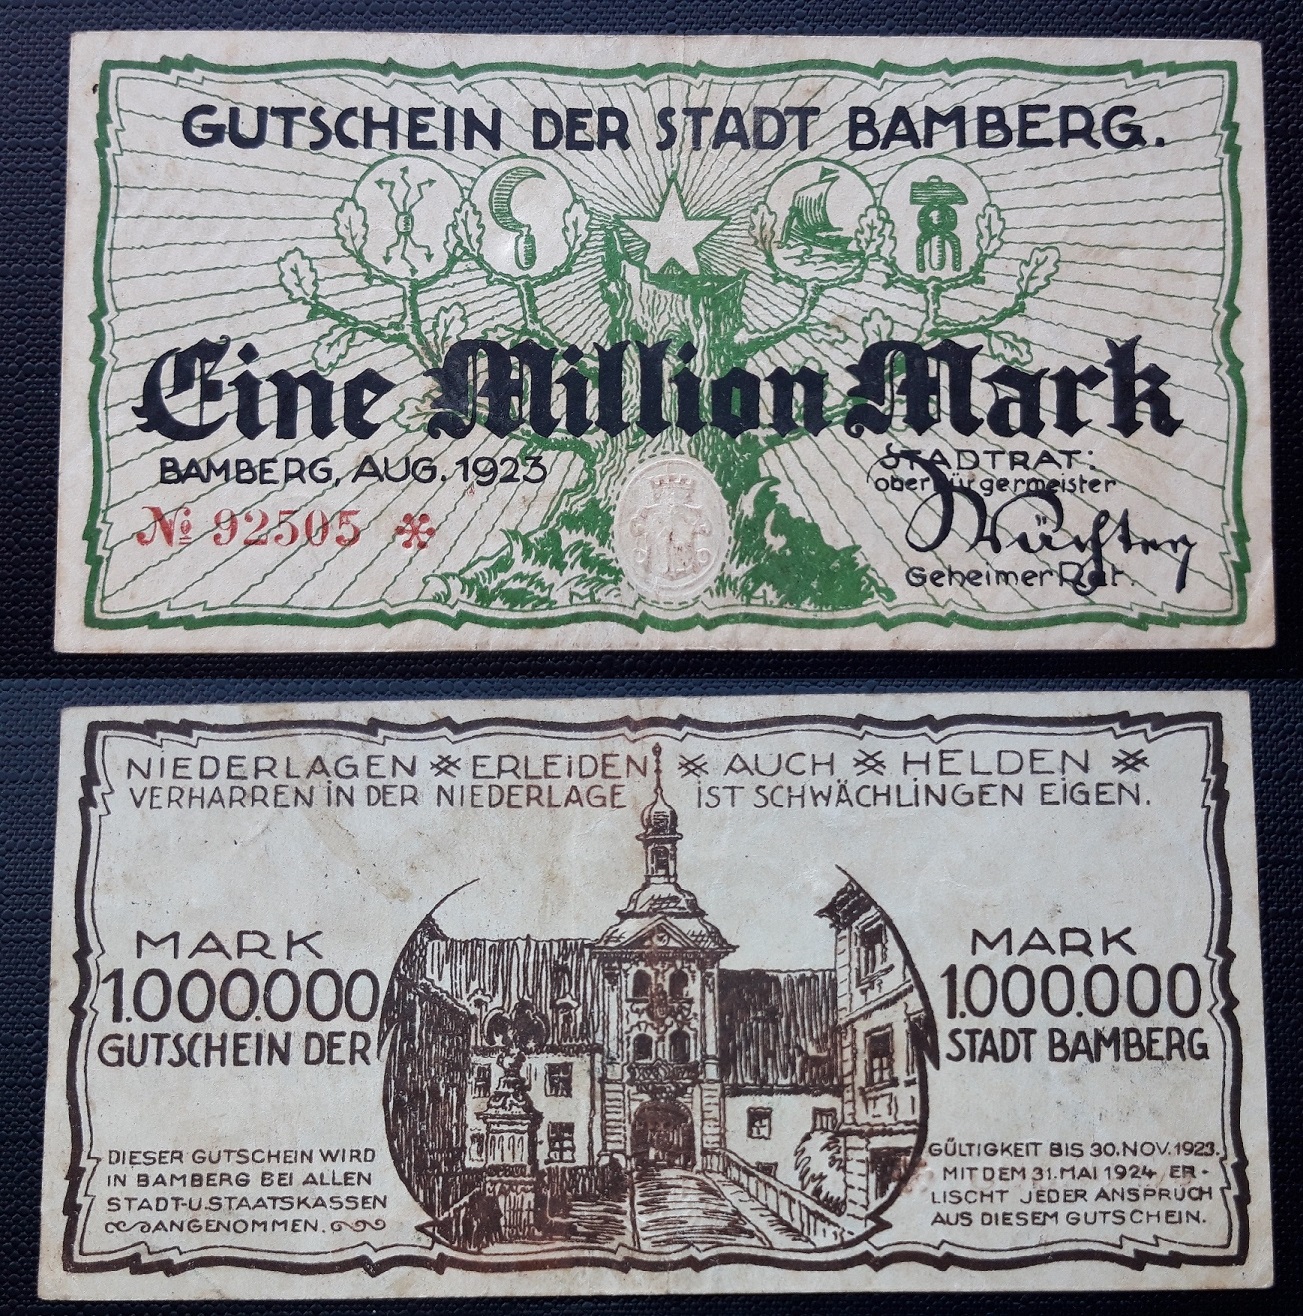 GUTSCHEIN DER STADT BAMBERG.
Eine Million Mark
BAMBERG, AUG. 1923
STADTRAT:
oberbürgermeister
№ 92505 *
Geheimer Rat.
NIEDERLAGEN ERLEIDEN AUCH HELDEN
VERHARREN IN DER NIEDERLAGE IST SCHWÄCHLINGEN EIGEN.
MARK
1.000.000
GUTSCHEIN DER
MARK
1.000.000
STADT BAMBERG
DIESER GUTSCHEIN WIRD
IN BAMBERG BEI ALLEN
STADT-U.STAATSKASSEN
ANGENOMMEN.
GÜLTIGKEIT BIS 30.NOV.1923.
MIT DEM 31.MAI 1924 ER-
LISCHT JEDER ANSPRUCH
AUS DIESEM GUTSCHEIN.